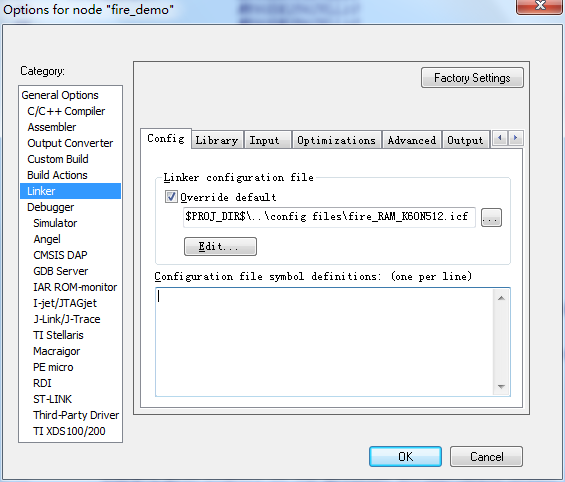 Options for node "fire_demo"
Category:
General Options
C/C++ Compiler
Assembler
Output Converter
Custom Build
Build Actions
Linker
Debugger
Simulator
Angel
CMSIS DAP
GDB Server
IAR ROM-monitor
I-jet/JTAGjet
J-Link/J-Trace
TI Stellaris
Macraigor
PE micro
RDI
ST-LINK
Third-Party Driver
TI XDS100/200
Factory Settings
Config Library Input Optimizations Advanced Output
Linker configuration file
Override default
$PROJ_DIR$\..\config files\fire_RAM_K60N512.icf ...
Edit...
Configuration file symbol definitions: (one per line)
OK Cancel